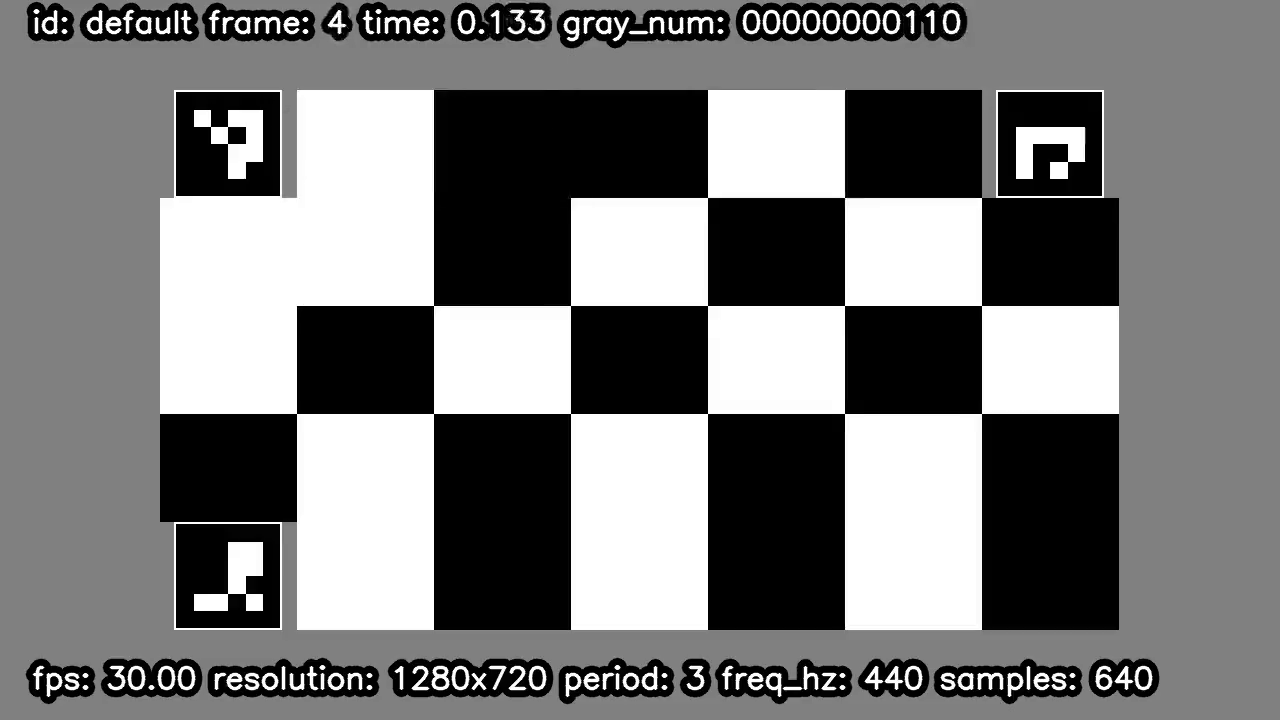 id: default frame: 4 time: 0.133 gray_num: 00000000110
fps: 30.00 resolution: 1280x720 period: 3 freq_hz: 440 samples: 640